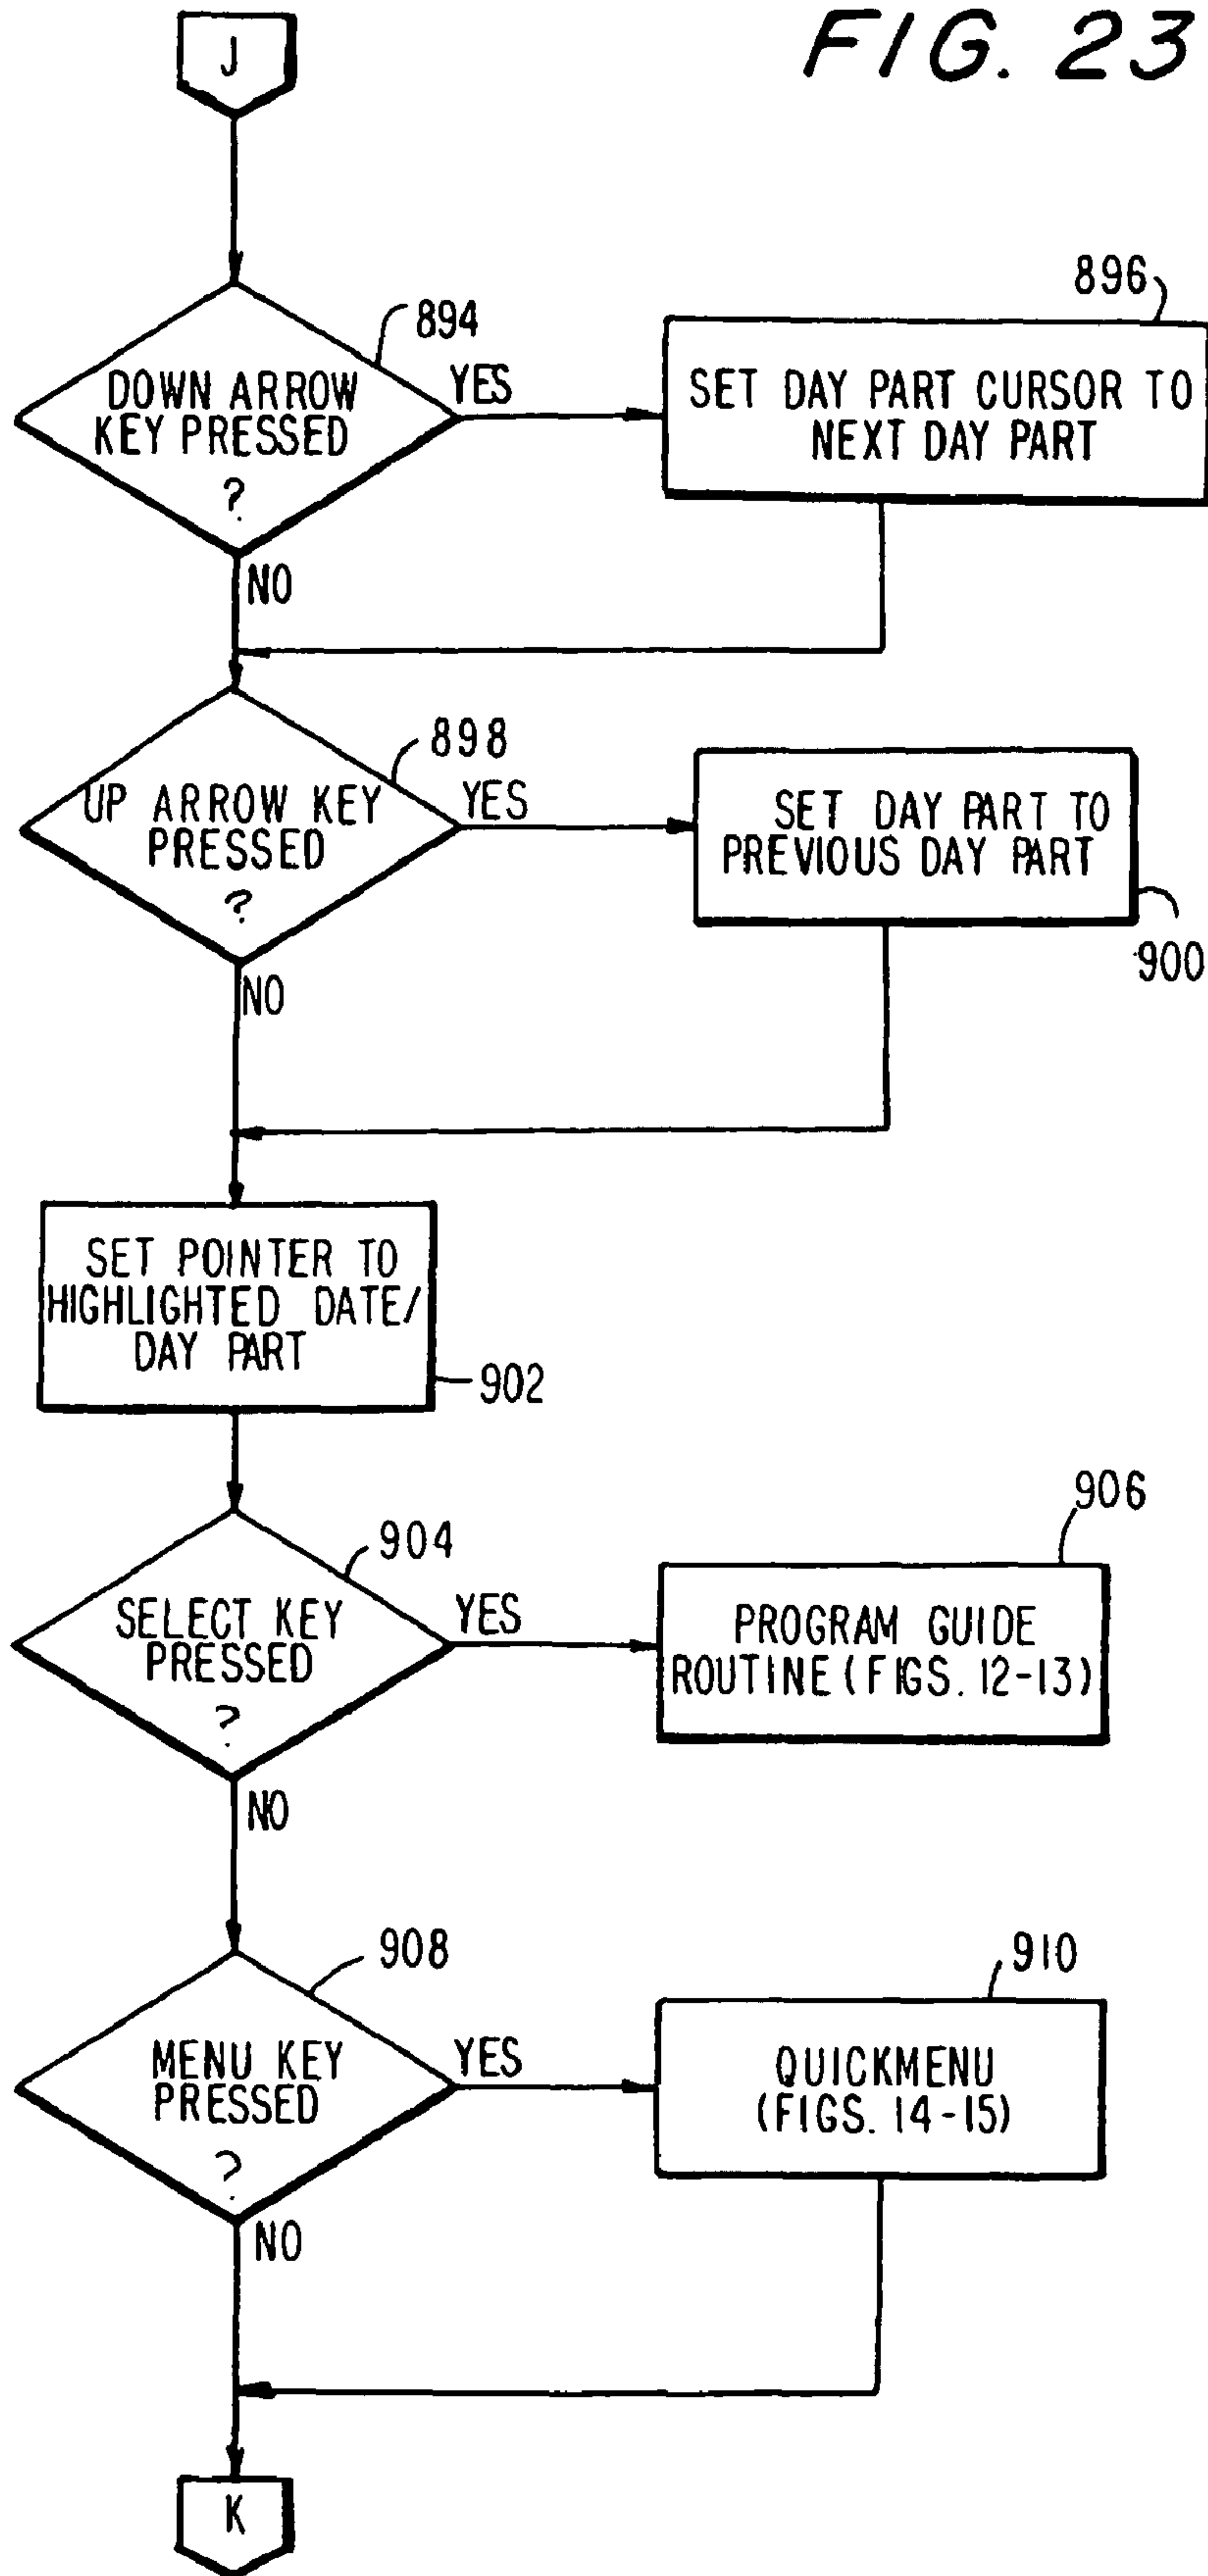 FIG. 23
J
894
DOWN ARROW
KEY PRESSED
?
YES
NO
896
SET DAY PART CURSOR TO
NEXT DAY PART
898
UP ARROW KEY
PRESSED
?
YES
NO
SET DAY PART TO
PREVIOUS DAY PART
900
SET POINTER TO
HIGHLIGHTED DATE/
DAY PART
902
904
SELECT KEY
PRESSED
?
YES
NO
906
PROGRAM GUIDE
ROUTINE (FIGS. 12-13)
908
MENU KEY
PRESSED
?
YES
NO
910
QUICKMENU
(FIGS. 14-15)
K